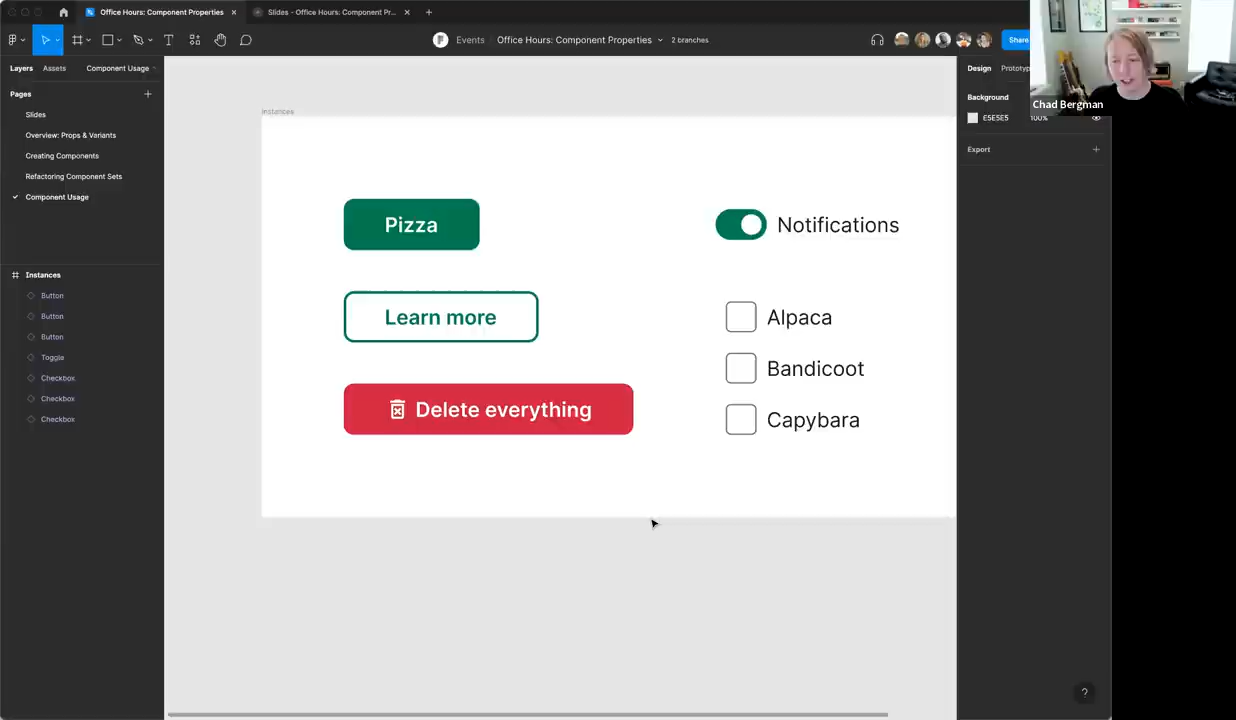 Office Hours: Component Properties
Slides - Office Hours: Component Pr...
Events
Office Hours: Component Properties
2 branches
Share
Layers
Assets
Component Usage
Design
Prototyp
Pages
Slides
Overview: Props & Variants
Creating Components
Refactoring Component Sets
Component Usage
Instances
Button
Button
Button
Toggle
Checkbox
Checkbox
Checkbox
Instances
Pizza
Learn more
Delete everything
Notifications
Alpaca
Bandicoot
Capybara
Chad Bergman
Background
E5E5E5
100%
Export
?